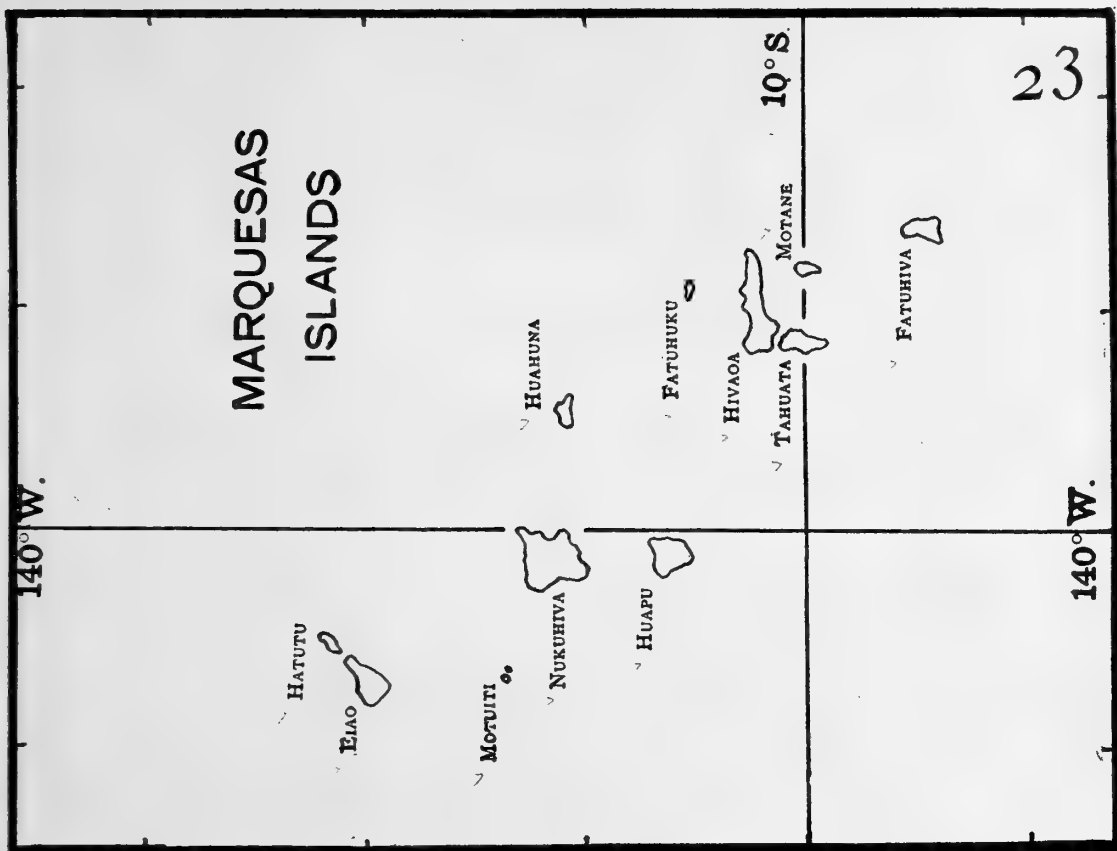 MARQUESAS
ISLANDS
23
140° W.
10° S.
HATUTU
EIAO
MOTUITI
NUKUHIVA
HUAPU
HUAHUNA
FATUHUKU
HIVAOA
TAHUATA
MOTANE
FATUHIVA
140° W.